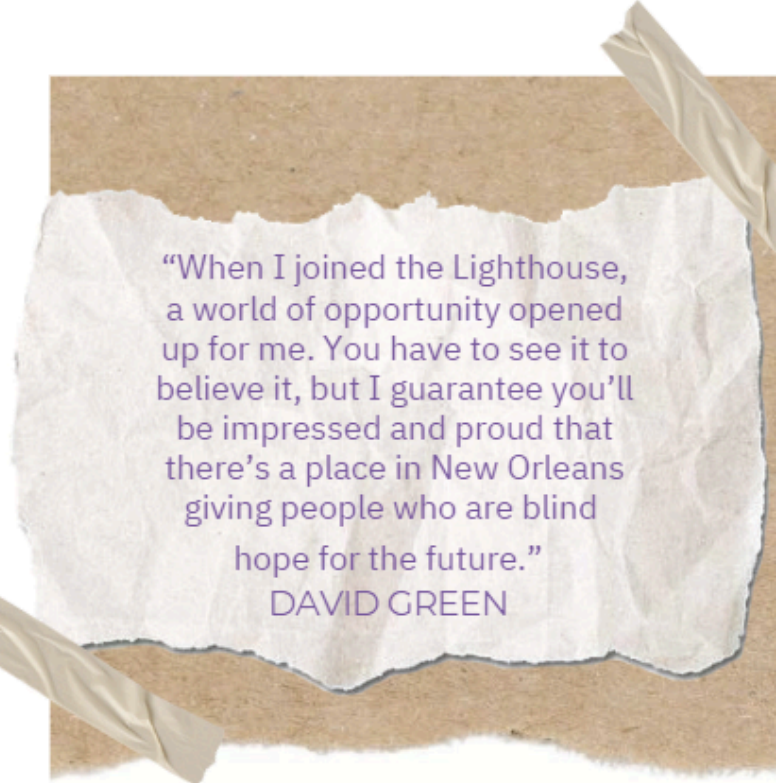 “When I joined the Lighthouse,
a world of opportunity opened
up for me. You have to see it to
believe it, but I guarantee you’ll
be impressed and proud that
there’s a place in New Orleans
giving people who are blind
hope for the future.”
DAVID GREEN